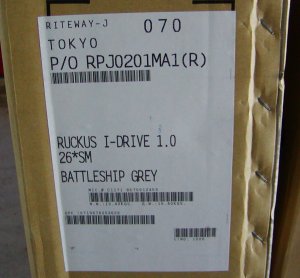 RITEWAY-J 070
TOKYO
P/O RPJ0201MA1(R)
RUCKUS I-DRIVE 1.0
26*SM
BATTLESHIP GREY